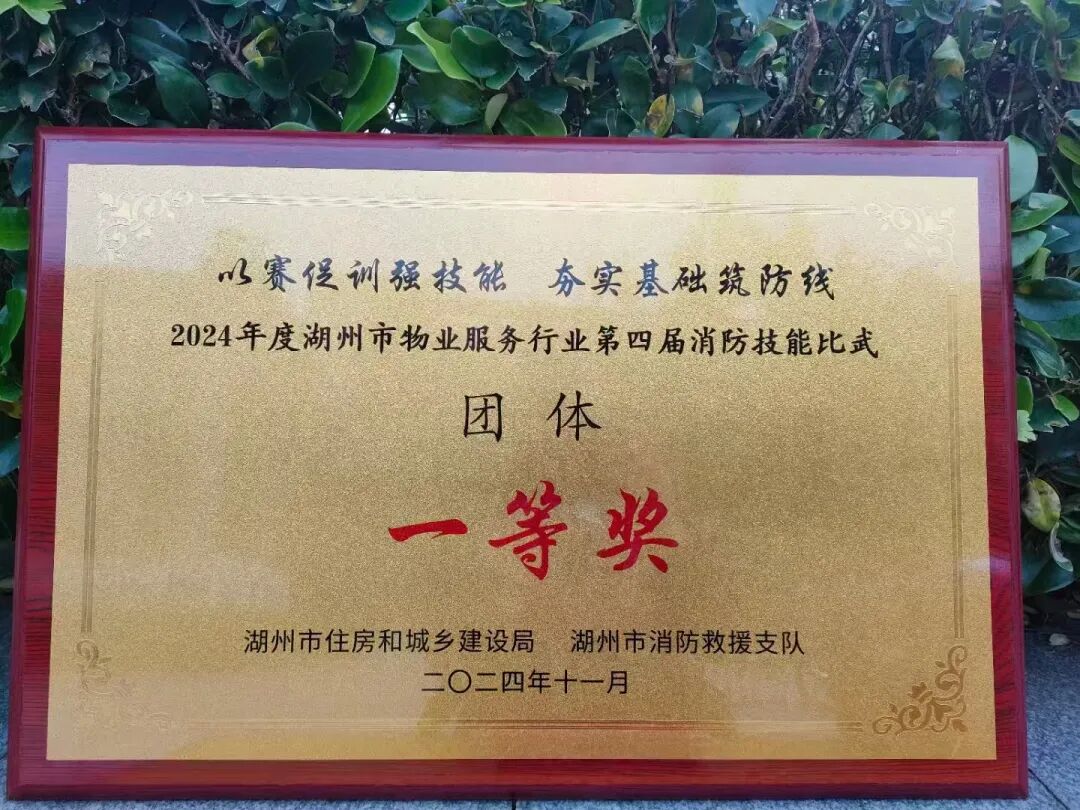 以赛促训强技能 夯实基础筑防线
2024年度湖州市物业服务行业第四届消防技能比武
团体
一等奖
湖州市住房和城乡建设局 湖州市消防救援支队
二〇二四年十一月